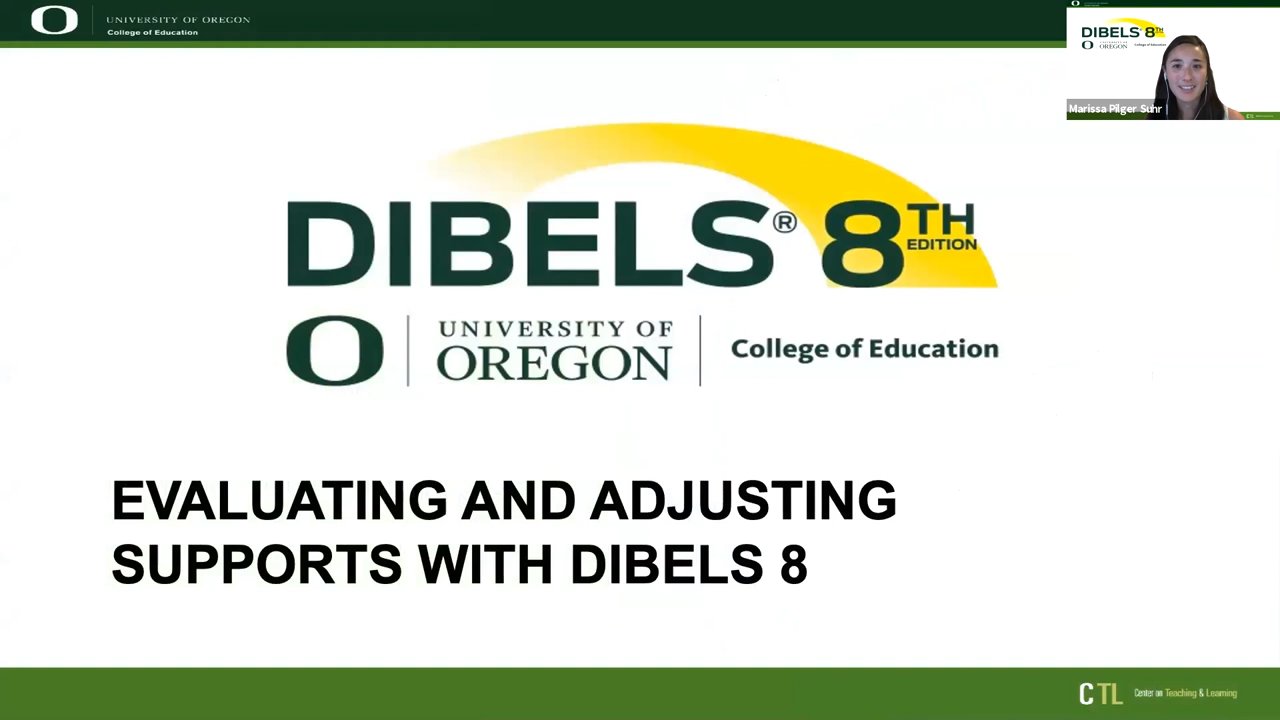 UNIVERSITY OF OREGON
College of Education
DIBELS 8TH
UNIVERSITY OF
OREGON
College of Education
Marissa Pilger Suhr
CTL
DIBELS® 8TH
EDITION
UNIVERSITY OF
OREGON
College of Education
EVALUATING AND ADJUSTING
SUPPORTS WITH DIBELS 8
CTL Center on Teaching & Learning